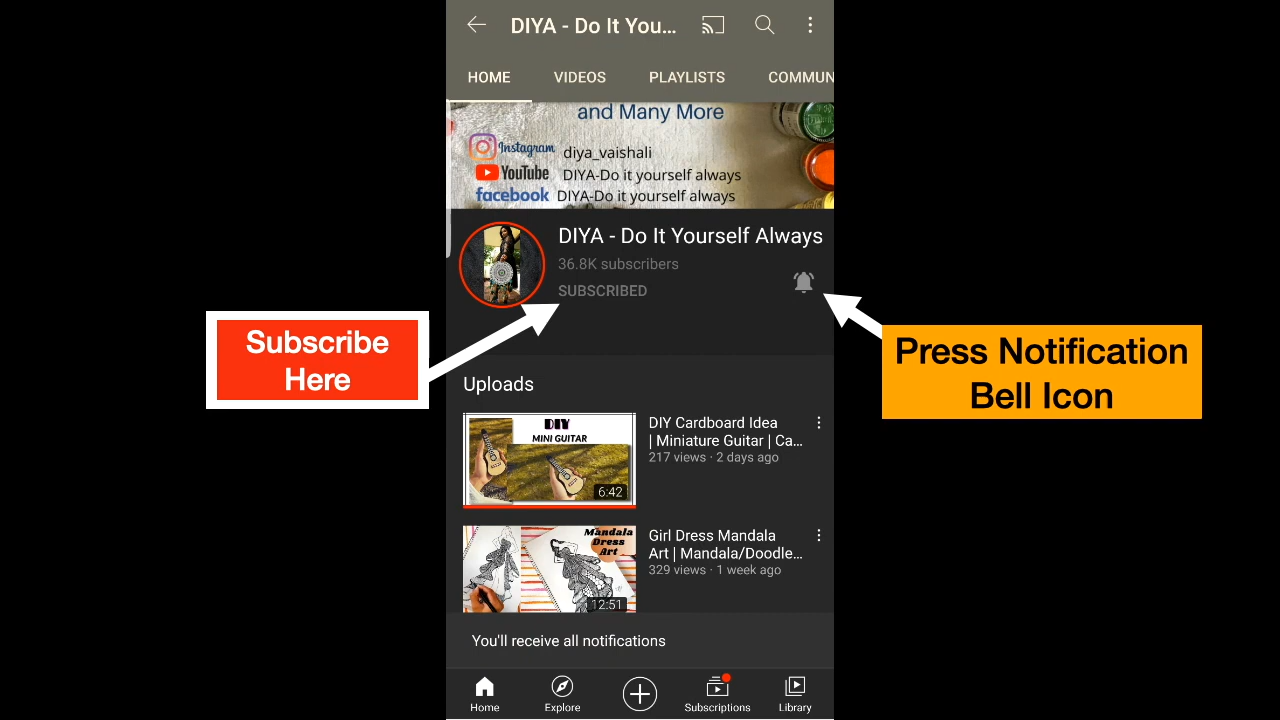 DIYA - Do It You...
HOME VIDEOS PLAYLISTS COMMUN
and Many More
Instagram diya_vaishali
YouTube DIYA-Do it yourself always
facebook DIYA-Do it yourself always
DIYA - Do It Yourself Always
36.8K subscribers
SUBSCRIBED
Subscribe
Here
Press Notification
Bell Icon
Uploads
DIY
MINI GUITAR
6:42
DIY Cardboard Idea
| Miniature Guitar | Ca...
217 views · 2 days ago
Mandala
Dress
Art
12:51
Girl Dress Mandala
Art | Mandala/Doodle...
329 views · 1 week ago
You'll receive all notifications
Home Explore Subscriptions Library